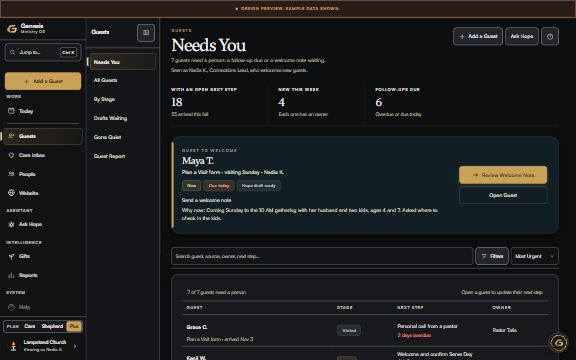 DESIGN PREVIEW. SAMPLE DATA SHOWN.
Genesis
Ministry OS
Jump to...
Ctrl K
+ Add a Guest
WORK
Today
Guests
Care Inbox
People
Website
ASSISTANT
Ask Hope
INTELLIGENCE
Gifts
Reports
SYSTEM
Help
PLAN Care Shepherd Plus
Lampstand Church
Viewing as Nadia K.
Guests
Needs You
All Guests
By Stage
Drafts Waiting
Gone Quiet
Guest Report
GUESTS
Needs You
7 guests need a person: a follow-up due or a welcome note waiting.
Seen as Nadia K., Connections Lead, who welcomes new guests.
+ Add a Guest
Ask Hope
WITH AN OPEN NEXT STEP
18
53 arrived this fall
NEW THIS WEEK
4
Each one has an owner
FOLLOW-UPS DUE
6
Overdue or due today
GUEST TO WELCOME
Maya T.
Plan a Visit form • visiting Sunday • Nadia K.
New
Due today
Hope draft ready
Send a welcome note
Why now: Coming Sunday to the 10 AM gathering with her husband and two kids, ages 4 and 7. Asked where to
check in the kids.
Review Welcome Note
Open Guest
Search guest, source, owner, next step...
Filters
Most Urgent
7 of 7 guests need a person
Open a guest to update their next step
GUEST
STAGE
NEXT STEP
OWNER
Grace C.
Plan a Visit form • arrived Nov 3
Visited
Personal call from a pastor
2 days overdue
Pastor Talia
Kenji W.
Welcome and confirm Serve Day